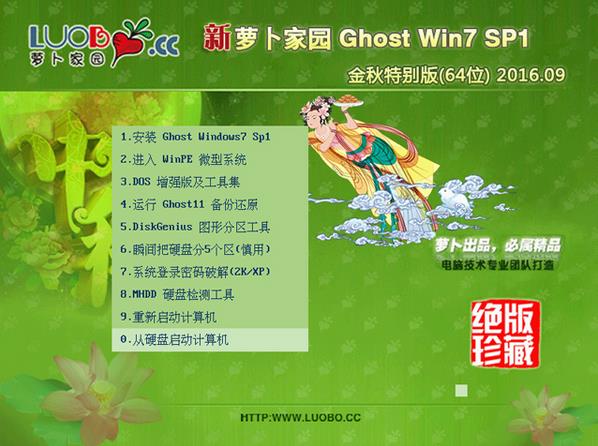 LUOBO.CC
萝卜家园
新萝卜家园 Ghost Win7 SP1
金秋特别版(64位) 2016.09
中秋
1.安装 Ghost Windows7 Sp1
2.进入 WinPE 微型系统
3.DOS 增强版及工具集
4.运行 Ghost11 备份还原
5.DiskGenius 图形分区工具
6.瞬间把硬盘分5个区(慎用)
7.系统登录密码破解(2K/XP)
8.MHDD 硬盘检测工具
9.重新启动计算机
0.从硬盘启动计算机
萝卜出品，必属精品
电脑技术专业团队打造
绝版
珍藏
HTTP:WWW.LUOBO.CC